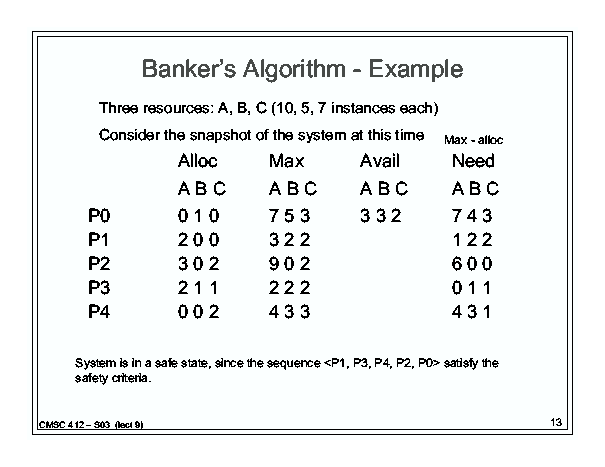 Banker's Algorithm - Example
Three resources: A, B, C (10, 5, 7 instances each)
Consider the snapshot of the system at this time
Max - alloc
Alloc Max Avail Need
A B C A B C A B C A B C
P0 0 1 0 7 5 3 3 3 2 7 4 3
P1 2 0 0 3 2 2 1 2 2
P2 3 0 2 9 0 2 6 0 0
P3 2 1 1 2 2 2 0 1 1
P4 0 0 2 4 3 3 4 3 1
System is in a safe state, since the sequence <P1, P3, P4, P2, P0> satisfy the
safety criteria.
CMSC 412 – S03 (lect 9)
13